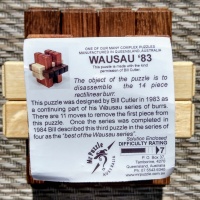 ONE OF OUR MANY COMPLEX PUZZLES
MANUFACTURED IN QUEENSLAND AUSTRALIA
WAUSAU '83
This puzzle is made with the kind
permission of Bill Cutler
The object of the puzzle is to
disassemble the 14 piece
rectilinear burr:
This puzzle was designed by Bill Cutler in 1983 as
a continuing part of his Wausau series of burrs.
There are 11 moves to remove the first piece from
this puzzle. Once the series was completed in
1984 Bill described this third puzzle in the series of
four as the "best of the Wausau series"
Solution Enclosed
DIFFICULTY RATING
Mr Puzzle
AUSTRALIA
P.O. Box
Queensland
Australia